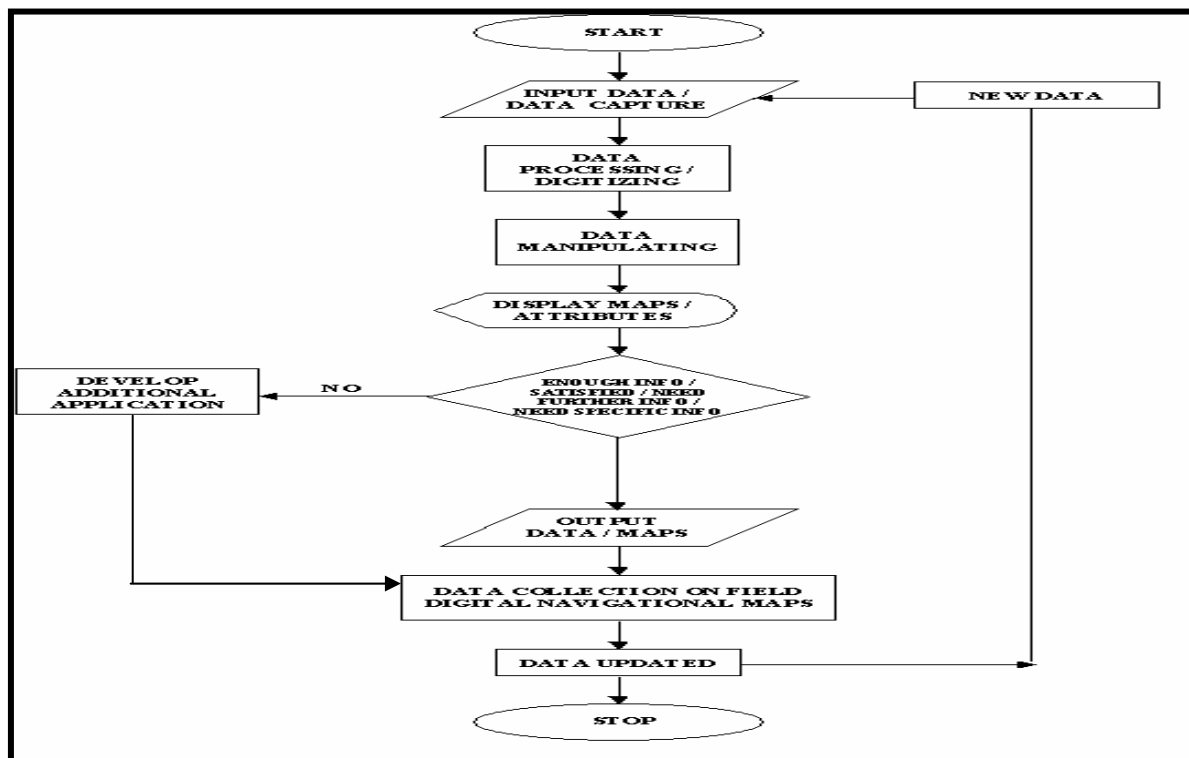 START
INPUT DATA /
DATA CAPTURE
NEW DATA
DATA
PROCESSING /
DIGITIZING
DATA
MANIPULATING
DISPLAY MAPS /
ATTRIBUTES
ENOUGH INFO /
SATISFIED / NEED
FURTHER INFO /
NEED SPECIFIC INFO
NO
DEVELOP
ADDITIONAL
APPLICATION
OUTPUT
DATA / MAPS
DATA COLLECTION ON FIELD
DIGITAL NAVIGATIONAL MAPS
DATA UPDATED
STOP